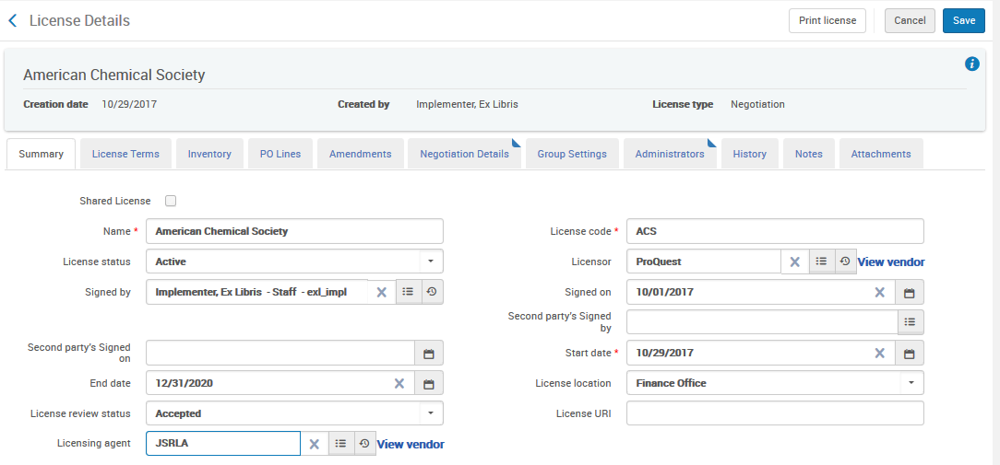 License Details
Print license Cancel Save
American Chemical Society
Creation date 10/29/2017 Created by Implementer, Ex Libris License type Negotiation
Summary License Terms Inventory PO Lines Amendments Negotiation Details Group Settings Administrators History Notes Attachments
Shared License
Name * American Chemical Society License code * ACS
License status Active Licensor ProQuest View vendor
Signed by Implementer, Ex Libris - Staff - exl_impl Signed on 10/01/2017
Second party's Signed
by
Second party's Signed
on
Start date * 10/29/2017
End date 12/31/2020 License location Finance Office
License review status Accepted License URI
Licensing agent JSRLA View vendor